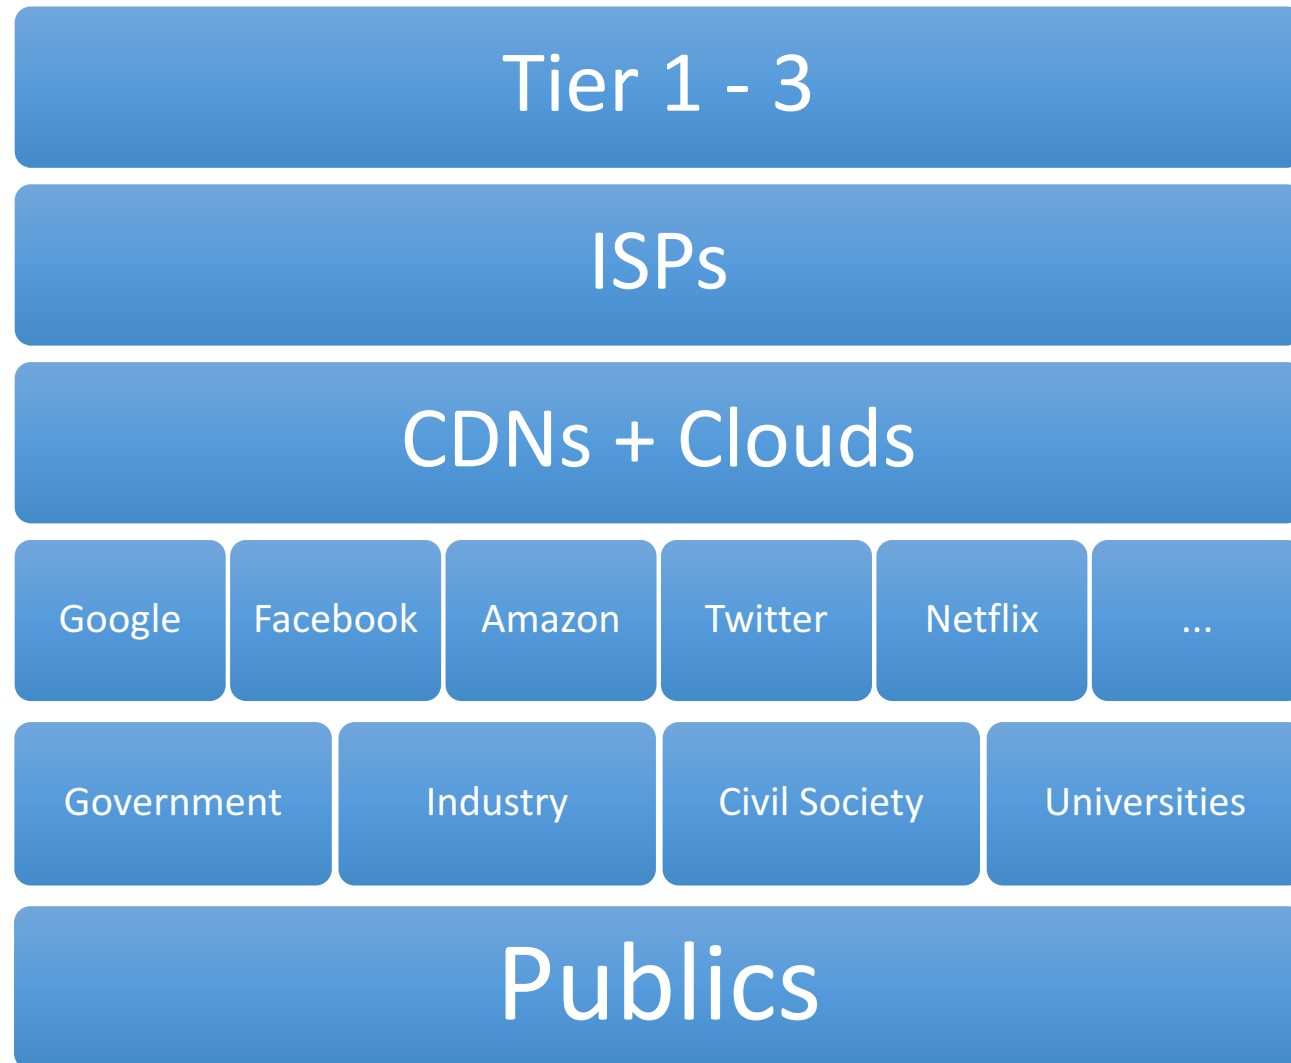 Tier 1 - 3
ISPs
CDNs + Clouds
Google Facebook Amazon Twitter Netflix ...
Government Industry Civil Society Universities
Publics